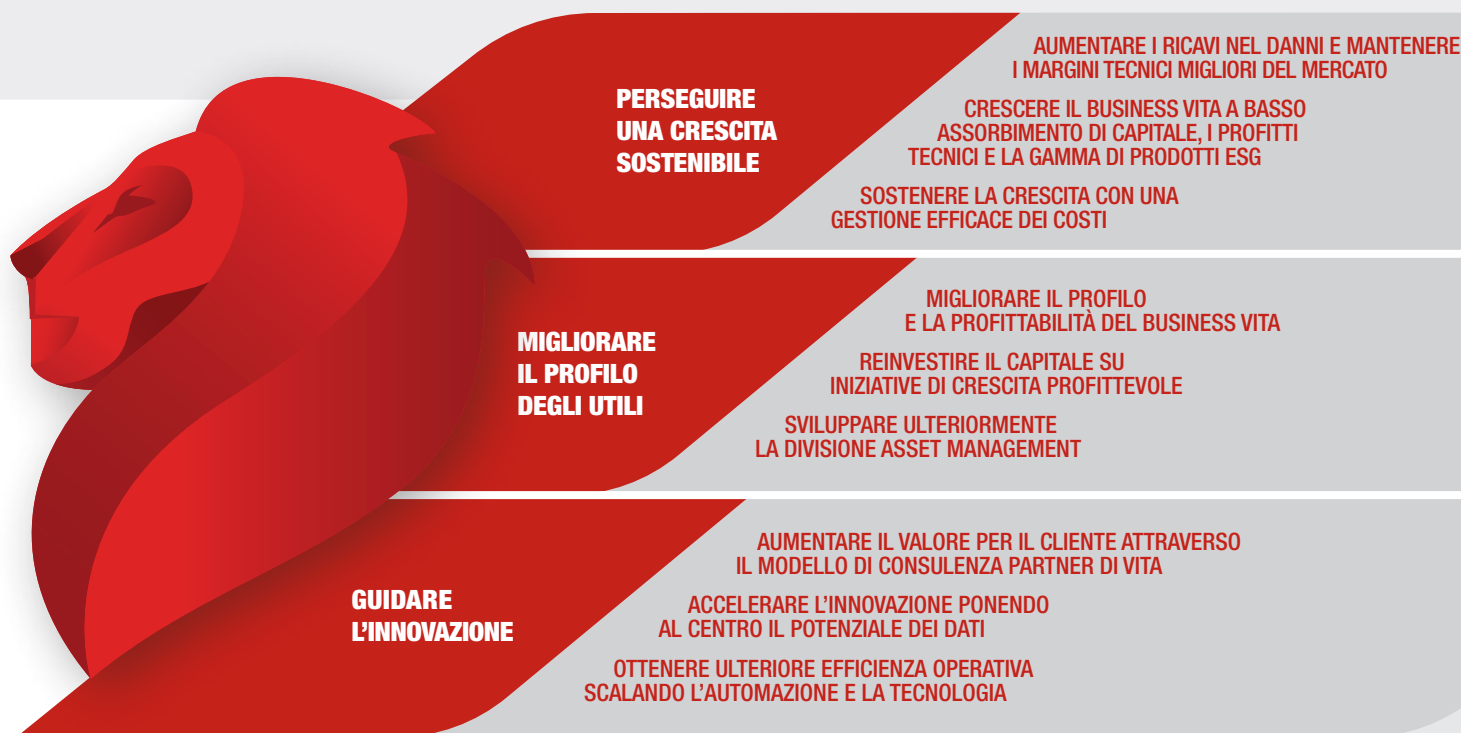 PERSEGUIRE
UNA CRESCITA
SOSTENIBILE
AUMENTARE I RICAVI NEL DANNI E MANTENERE
I MARGINI TECNICI MIGLIORI DEL MERCATO
CRESCERE IL BUSINESS VITA A BASSO
ASSORBIMENTO DI CAPITALE, I PROFITTI
TECNICI E LA GAMMA DI PRODOTTI ESG
SOSTENERE LA CRESCITA CON UNA
GESTIONE EFFICACE DEI COSTI
MIGLIORARE
IL PROFILO
DEGLI UTILI
MIGLIORARE IL PROFILO
E LA PROFITTABILITÀ DEL BUSINESS VITA
REINVESTIRE IL CAPITALE SU
INIZIATIVE DI CRESCITA PROFITTEVOLE
SVILUPPARE ULTERIORMENTE
LA DIVISIONE ASSET MANAGEMENT
GUIDARE
L'INNOVAZIONE
AUMENTARE IL VALORE PER IL CLIENTE ATTRAVERSO
IL MODELLO DI CONSULENZA PARTNER DI VITA
ACCELERARE L'INNOVAZIONE PONENDO
AL CENTRO IL POTENZIALE DEI DATI
OTTENERE ULTERIORE EFFICIENZA OPERATIVA
SCALANDO L'AUTOMAZIONE E LA TECNOLOGIA